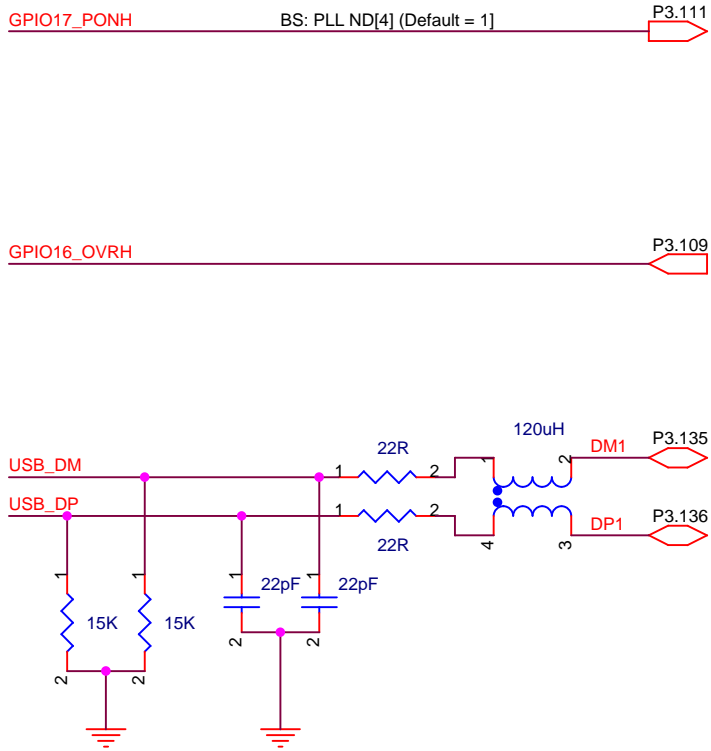 GPIO17_PONH
BS: PLL ND[4] (Default = 1]
P3.111
GPIO16_OVRH
P3.109
120uH
22R
DM1
P3.135
USB_DM
1
2
1
2
USB_DP
1
2
DP1
P3.136
22R
4
3
1
1
1
1
22pF
22pF
15K
15K
2
2
2
2